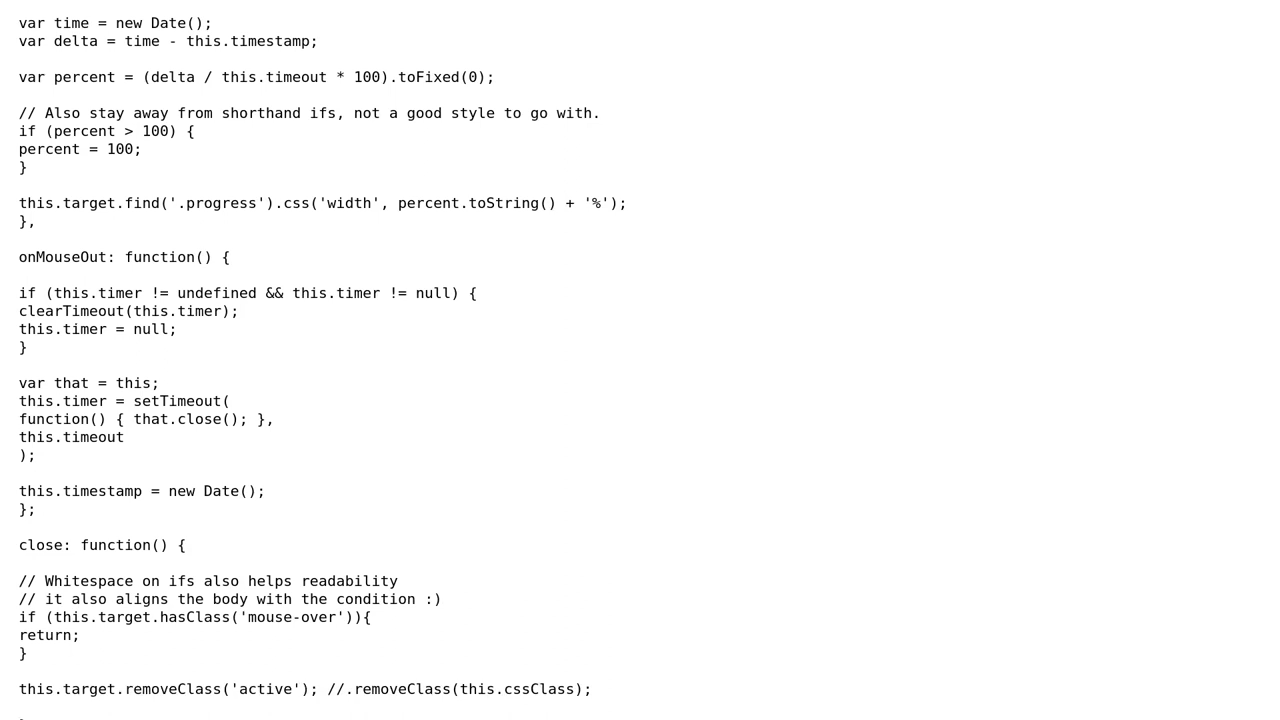 var time = new Date();
var delta = time - this.timestamp;

var percent = (delta / this.timeout * 100).toFixed(0);

// Also stay away from shorthand ifs, not a good style to go with.
if (percent > 100) {
percent = 100;
}

this.target.find('.progress').css('width', percent.toString() + '%');
},

onMouseOut: function() {

if (this.timer != undefined && this.timer != null) {
clearTimeout(this.timer);
this.timer = null;
}

var that = this;
this.timer = setTimeout(
function() { that.close(); },
this.timeout
);

this.timestamp = new Date();
};

close: function() {

// Whitespace on ifs also helps readability
// it also aligns the body with the condition :)
if (this.target.hasClass('mouse-over')){
return;
}

this.target.removeClass('active'); //.removeClass(this.cssClass);